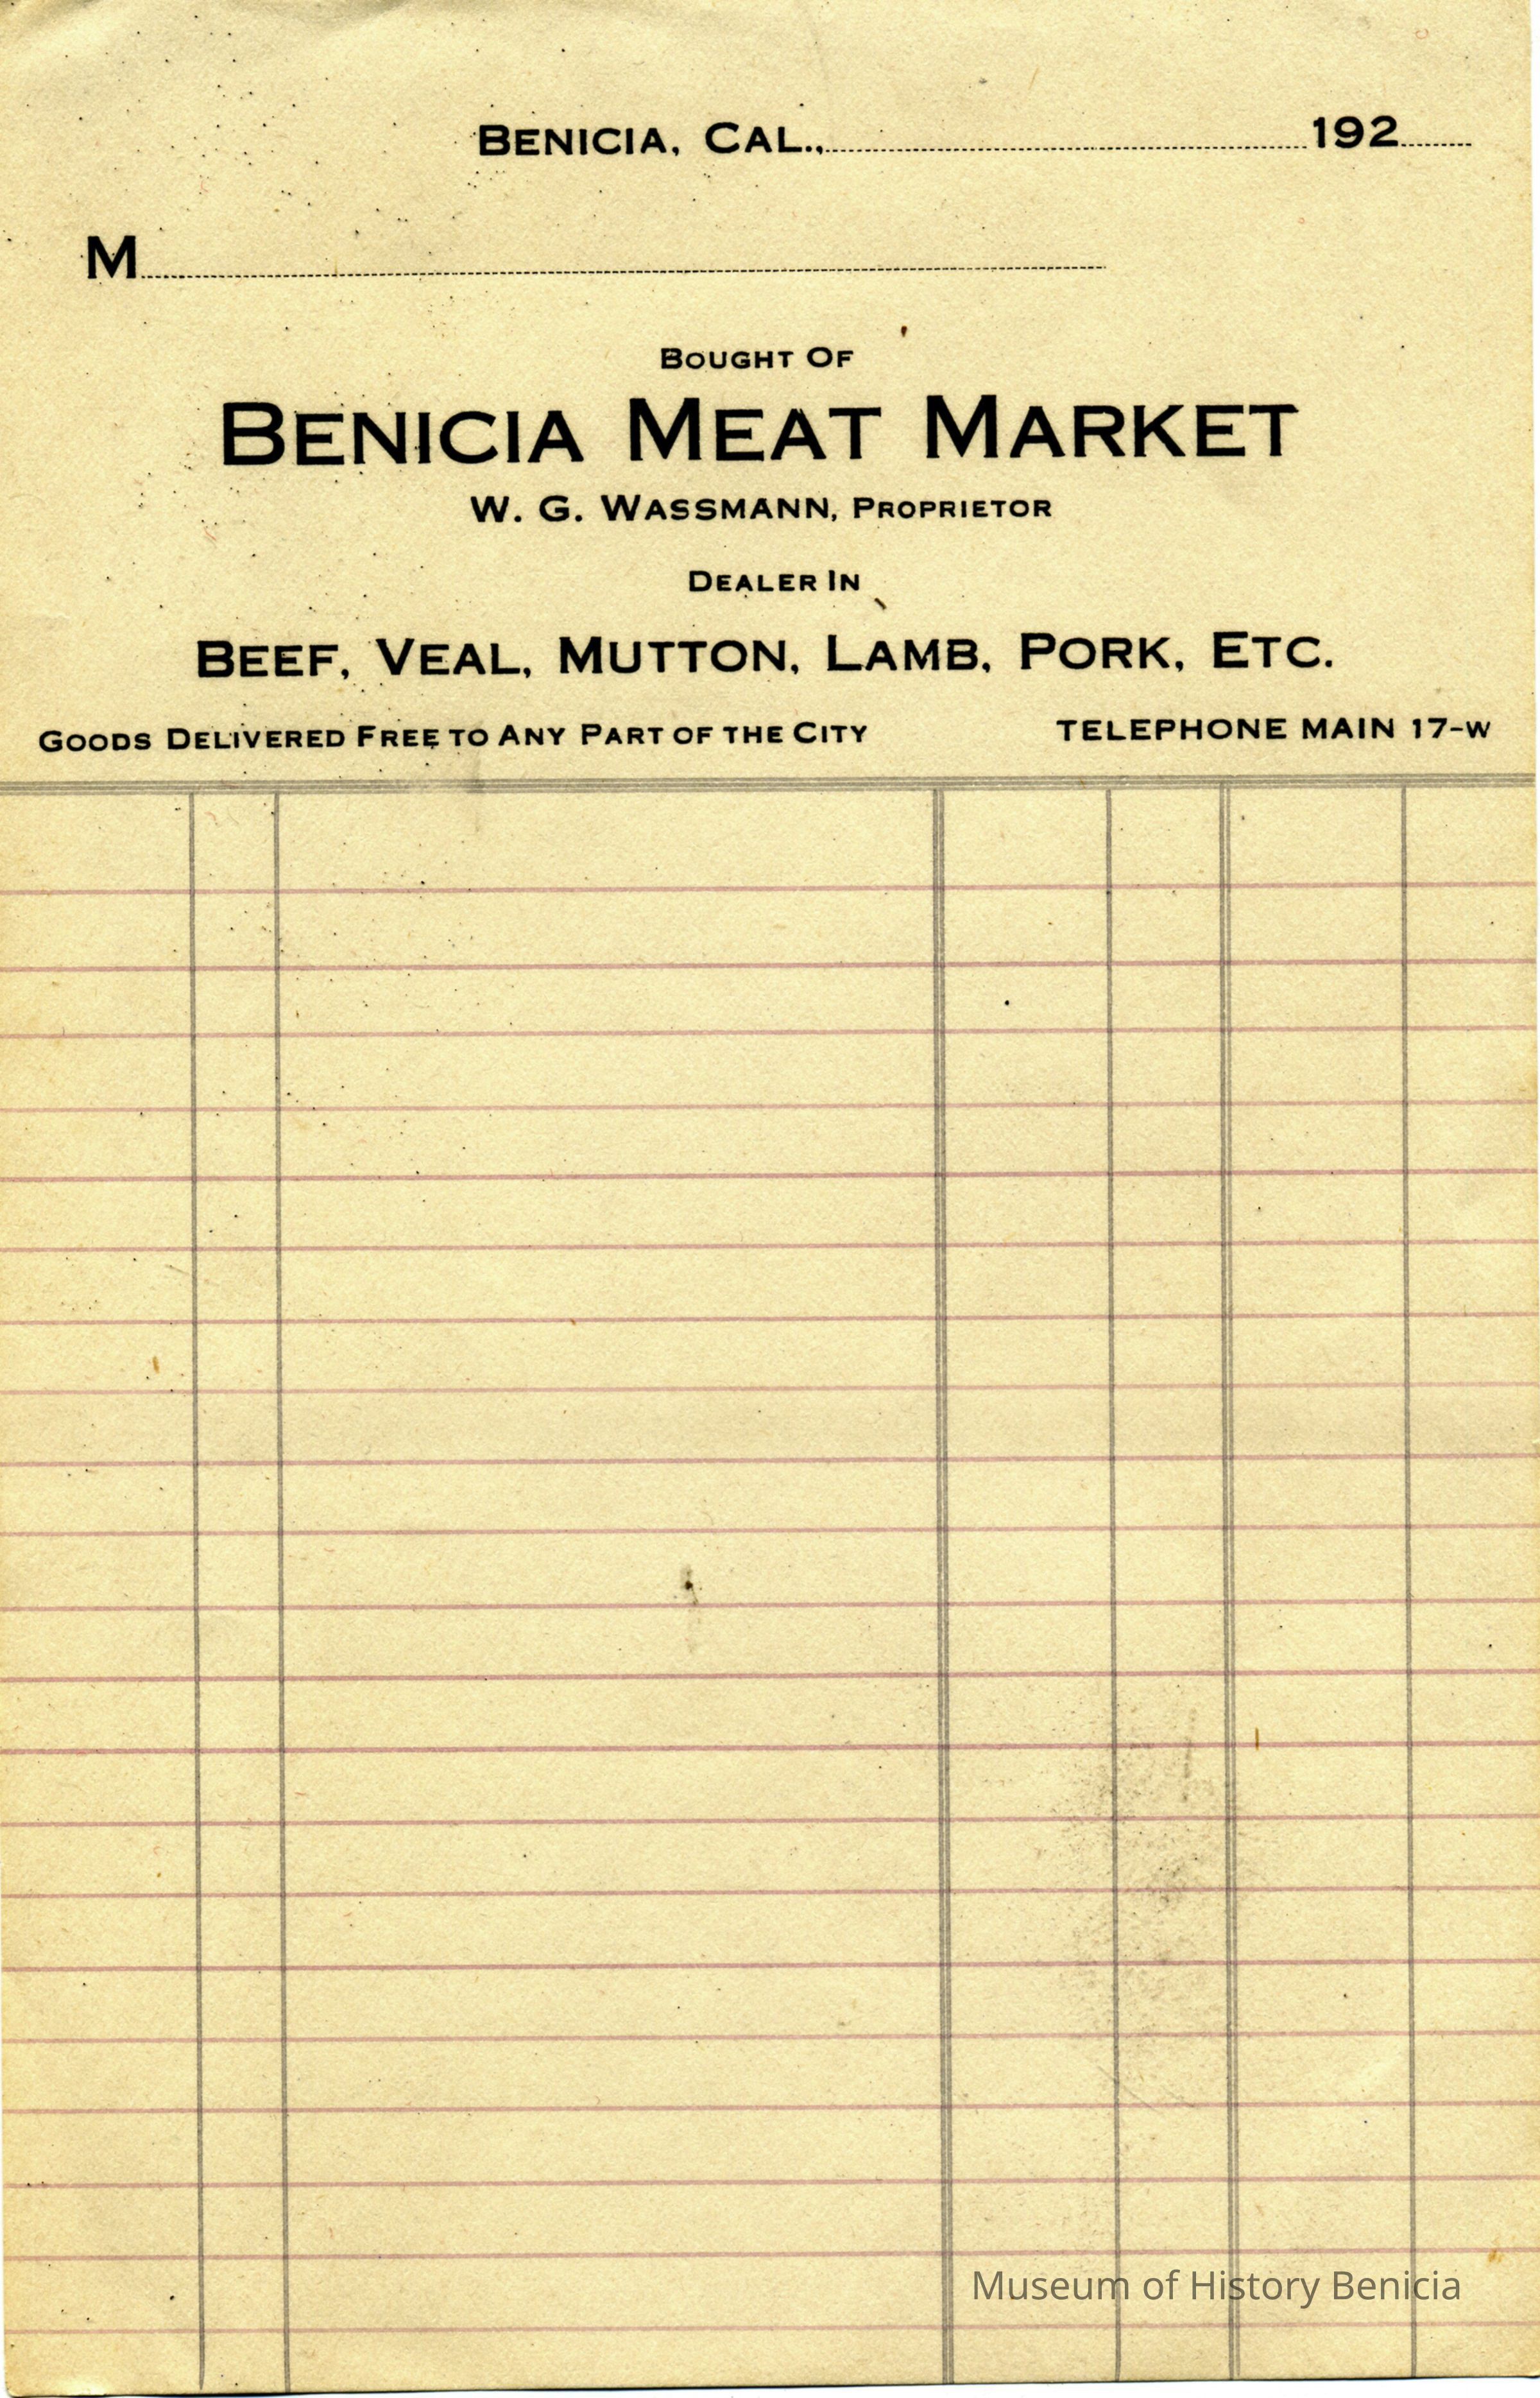 BENICIA, CAL.,..........192.....
M..........
BOUGHT OF
BENICIA MEAT MARKET
W. G. WASSMANN, PROPRIETOR
DEALER IN
BEEF, VEAL, MUTTON, LAMB, PORK, ETC.
GOODS DELIVERED FREE TO ANY PART OF THE CITY TELEPHONE MAIN 17-W
Museum of History Benicia